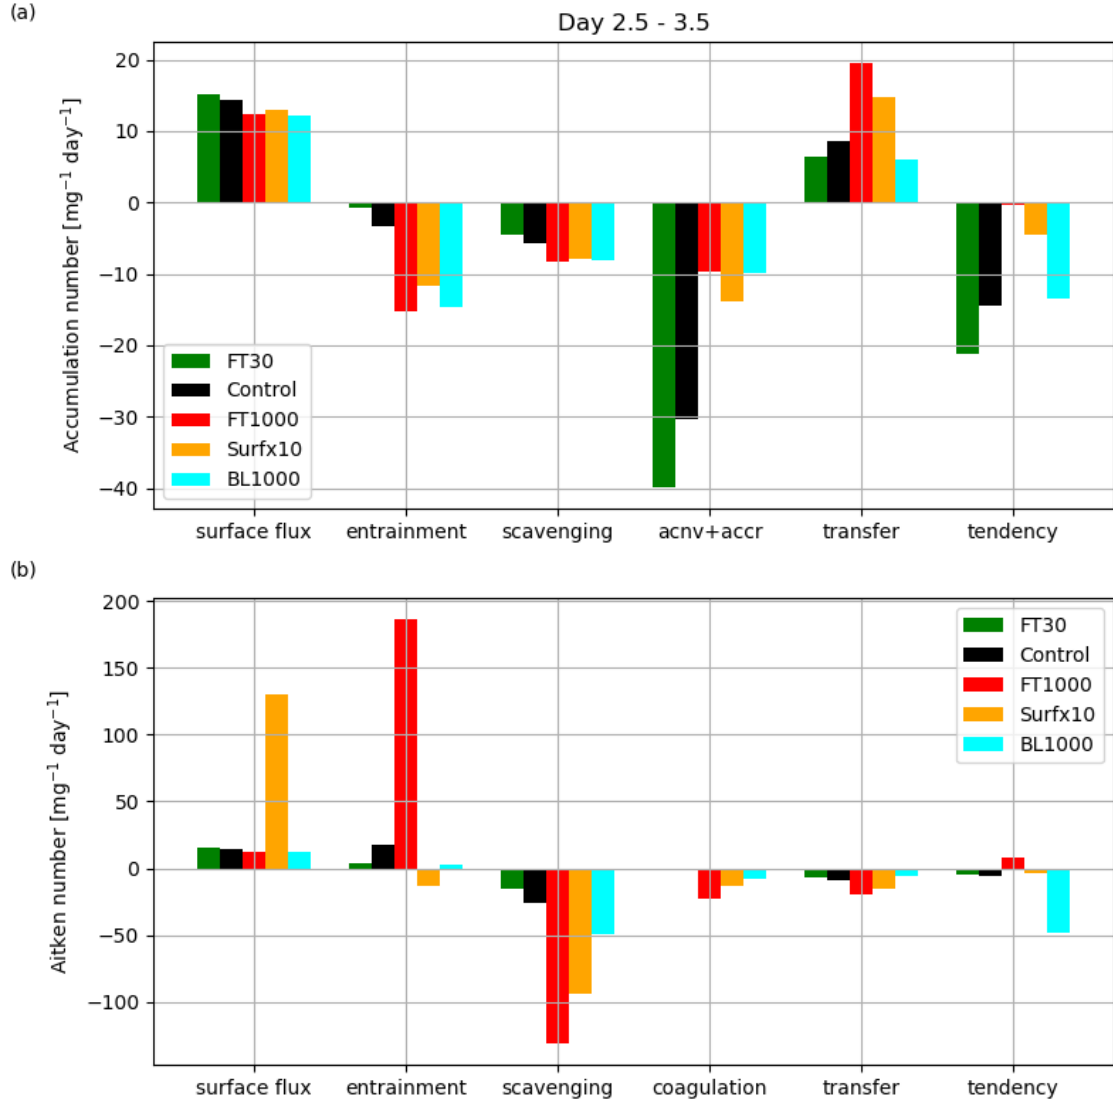 (a)
Day 2.5 - 3.5
Accumulation number [mg⁻¹ day⁻¹]
20
10
0
−10
−20
−30
−40
FT30
Control
FT1000
Surfx10
BL1000
surface flux entrainment scavenging acnv+accr transfer tendency
(b)
Aitken number [mg⁻¹ day⁻¹]
200
150
100
50
0
−50
−100
FT30
Control
FT1000
Surfx10
BL1000
surface flux entrainment scavenging coagulation transfer tendency